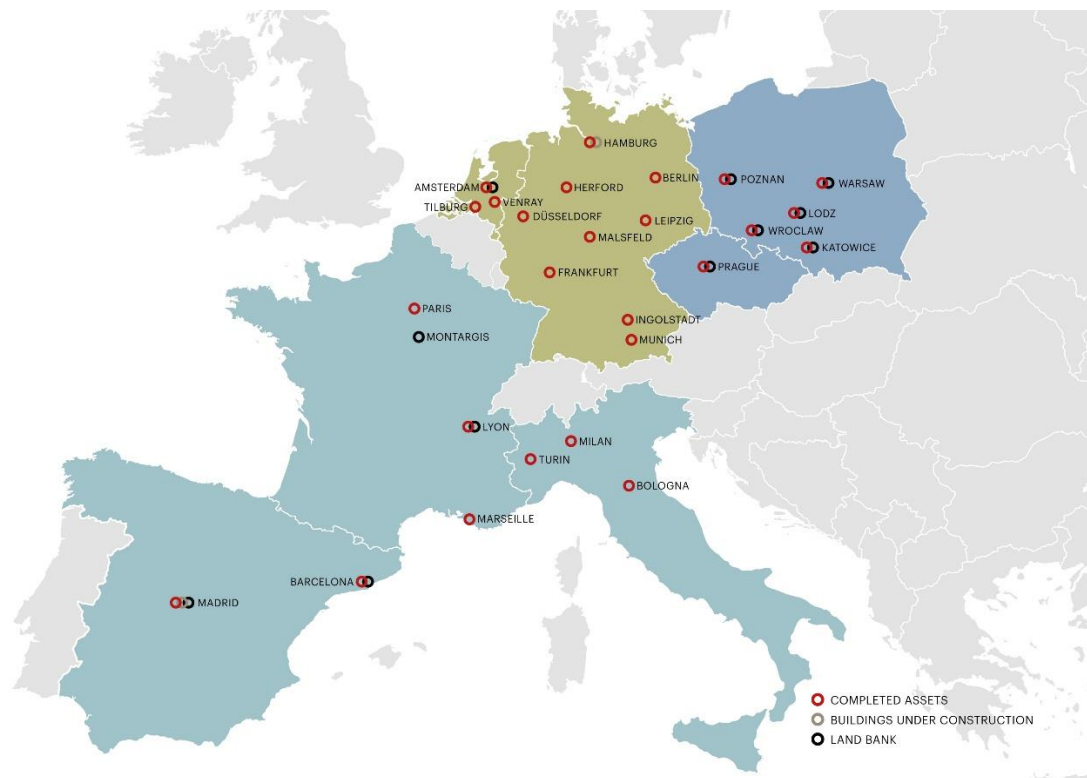 HAMBURG
BERLIN
POZNAN
WARSAW
AMSTERDAM
HERFORD
VENRAY
TILBURG
DÜSSELDORF
LEIPZIG
LODZ
WROCLAW
MALSFELD
KATOWICE
FRANKFURT
PRAGUE
PARIS
INGOLSTADT
MONTARGIS
MUNICH
LYON
MILAN
TURIN
BOLOGNA
MARSEILLE
BARCELONA
MADRID
COMPLETED ASSETS
BUILDINGS UNDER CONSTRUCTION
LAND BANK